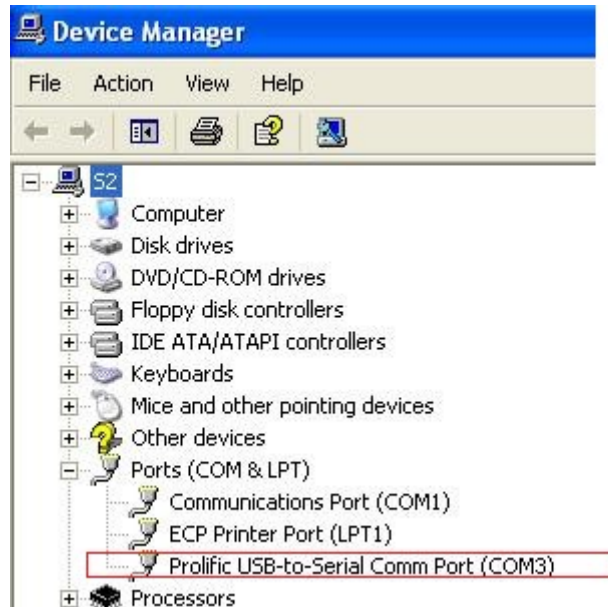 Device Manager
File Action View Help
S2
Computer
Disk drives
DVD/CD-ROM drives
Floppy disk controllers
IDE ATA/ATAPI controllers
Keyboards
Mice and other pointing devices
Other devices
Ports (COM & LPT)
Communications Port (COM1)
ECP Printer Port (LPT1)
Prolific USB-to-Serial Comm Port (COM3)
Processors